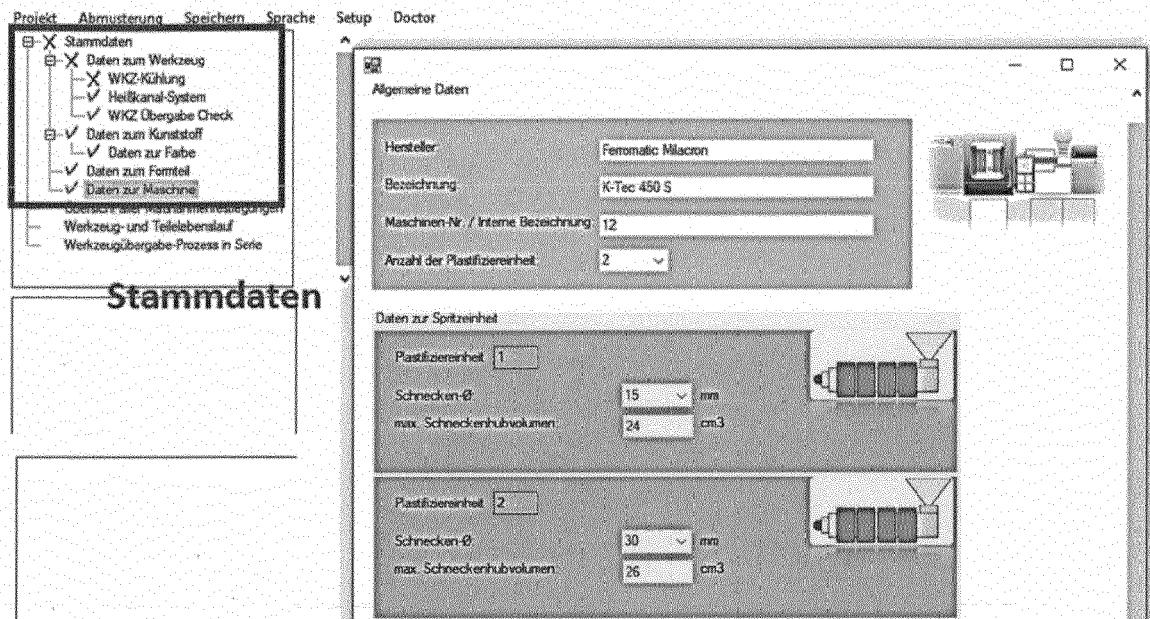 Projekt Abmusterung Speichern Sprache Setup Doctor
Stammdaten
Daten zum Werkzeug
WKZ-Kühlung
Heißkanal-System
WKZ Übergabe Check
Daten zum Kunststoff
Daten zur Farbe
Daten zum Formteil
Daten zur Maschine
Übersicht aller Maßnahmenfestlegungen
Werkzeug- und Teilelebenslauf
Werkzeugübergabe-Prozess in Serie
Stammdaten
Allgemeine Daten
Hersteller: Ferromatic Milacron
Bezeichnung: K-Tec 450 S
Maschinen-Nr. / Interne Bezeichnung: 12
Anzahl der Plastifiziereinheit: 2
Daten zur Spritzeinheit
Plastifiziereinheit 1
Schnecken-Ø: 15 mm
max. Schneckenhubvolumen: 24 cm3
Plastifiziereinheit 2
Schnecken-Ø: 30 mm
max. Schneckenhubvolumen: 26 cm3